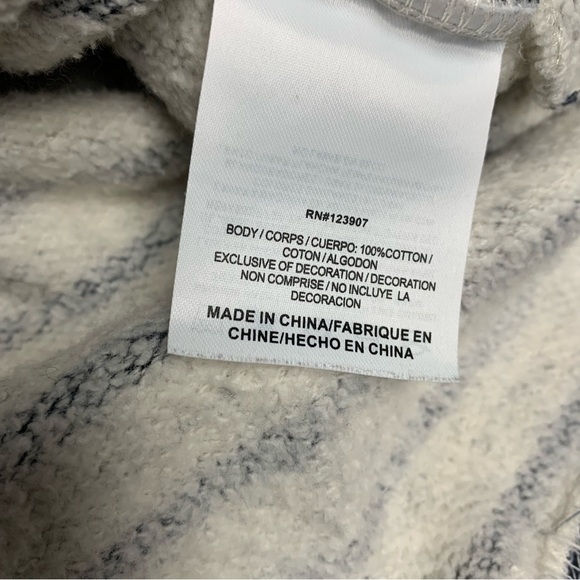 RN#123907
BODY / CORPS / CUERPO: 100%COTTON /
COTON / ALGODON
EXCLUSIVE OF DECORATION / DECORATION
NON COMPRISE / NO INCLUYE LA
DECORACION
MADE IN CHINA/FABRIQUE EN
CHINE/HECHO EN CHINA